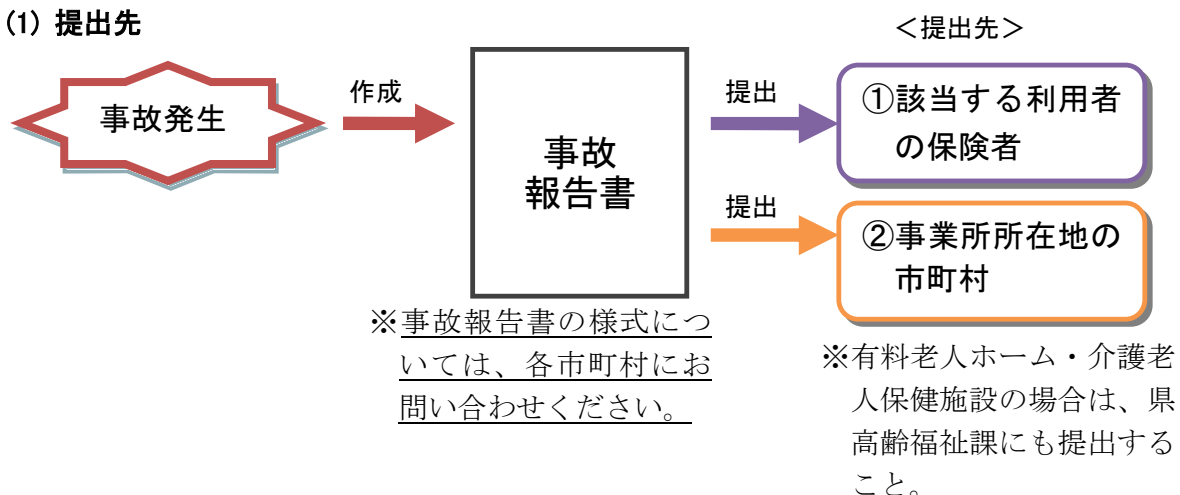 (1) 提出先
＜提出先＞
事故発生
作成
事故
報告書
提出
①該当する利用者
の保険者
提出
②事業所所在地の
市町村
※事故報告書の様式につ
いては、各市町村にお
問い合わせください。
※有料老人ホーム・介護老
人保健施設の場合は、県
高齢福祉課にも提出する
こと。